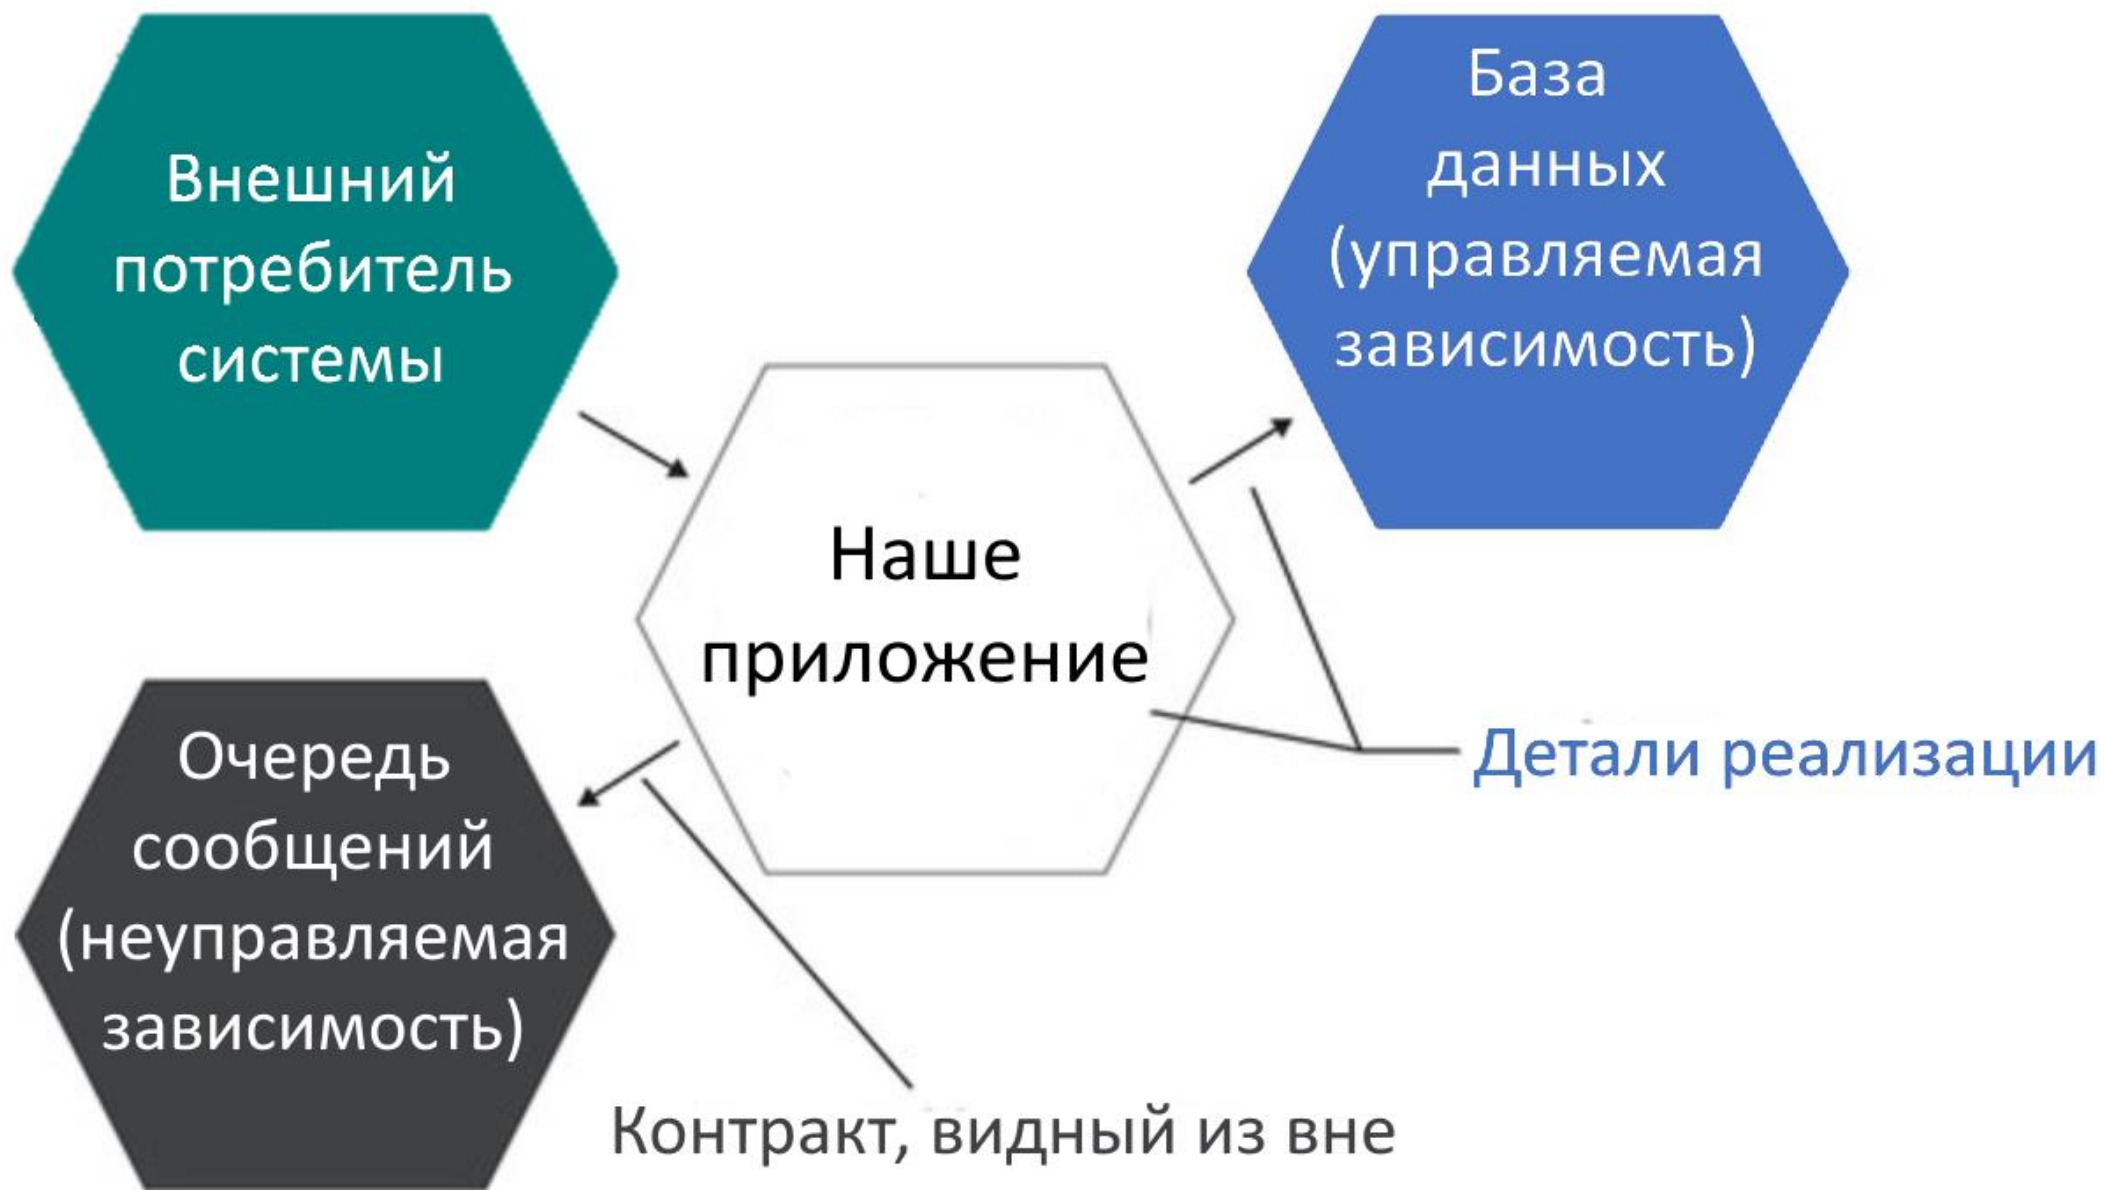 Внешний
потребитель
системы
База
данных
(управляемая
зависимость)
Наше
приложение
Очередь
сообщений
(неуправляемая
зависимость)
Детали реализации
Контракт, видный из вне